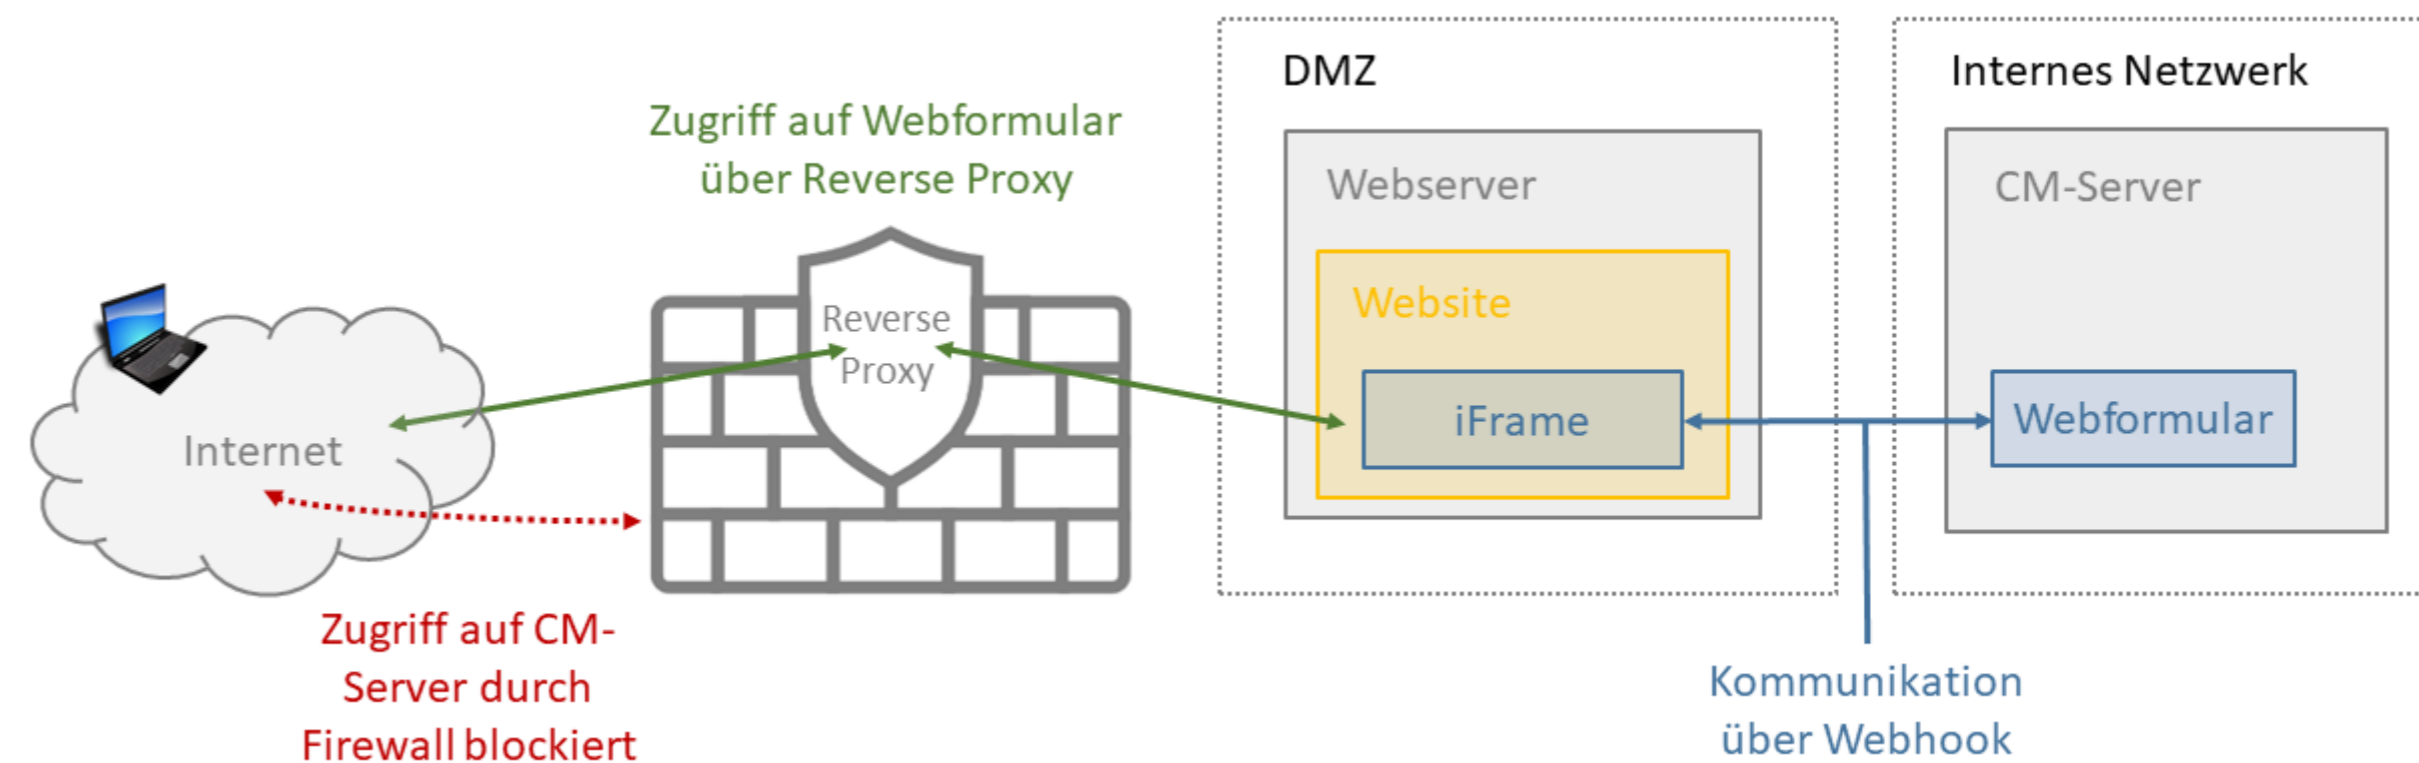 DMZ
Internes Netzwerk
Zugriff auf Webformular
über Reverse Proxy
Webserver
CM-Server
Website
Reverse
Proxy
iFrame
Webformular
Internet
Zugriff auf CM-
Server durch
Firewall blockiert
Kommunikation
über Webhook